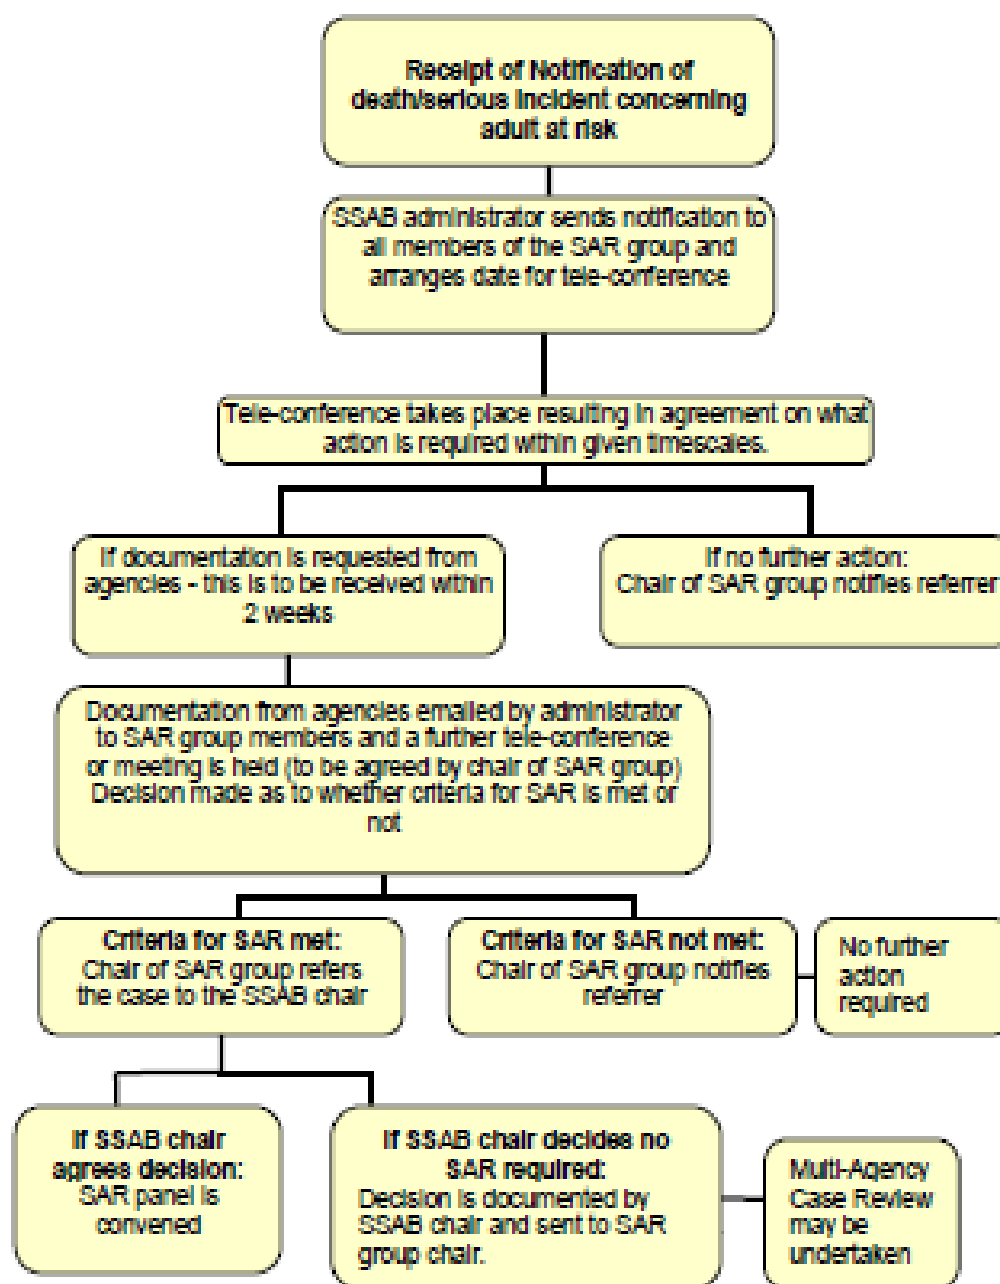 Receipt of Notification of
death/serious incident concerning
adult at risk
SSAB administrator sends notification to
all members of the SAR group and
arranges date for tele-conference
Tele-conference takes place resulting in agreement on what
action is required within given timescales.
If documentation is requested from
agencies - this is to be received within
2 weeks
If no further action:
Chair of SAR group notifies referrer
Documentation from agencies emailed by administrator
to SAR group members and a further tele-conference
or meeting is held (to be agreed by chair of SAR group)
Decision made as to whether criteria for SAR is met or
not
Criteria for SAR met:
Chair of SAR group refers
the case to the SSAB chair
Criteria for SAR not met:
Chair of SAR group notifies
referrer
No further
action
required
If SSAB chair
agrees decision:
SAR panel is
convened
If SSAB chair decides no
SAR required:
Decision is documented by
SSAB chair and sent to SAR
group chair.
Multi-Agency
Case Review
may be
undertaken